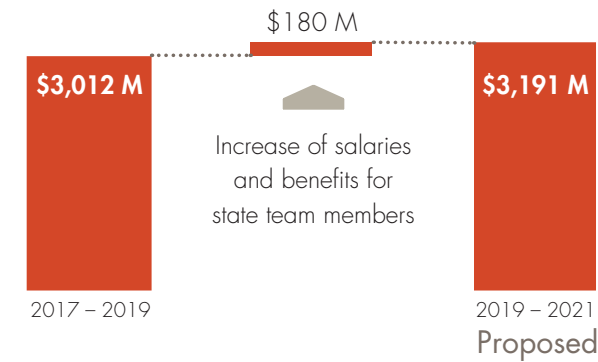 $180 M
$3,012 M
$3,191 M
Increase of salaries
and benefits for
state team members
2017 – 2019
2019 – 2021
Proposed